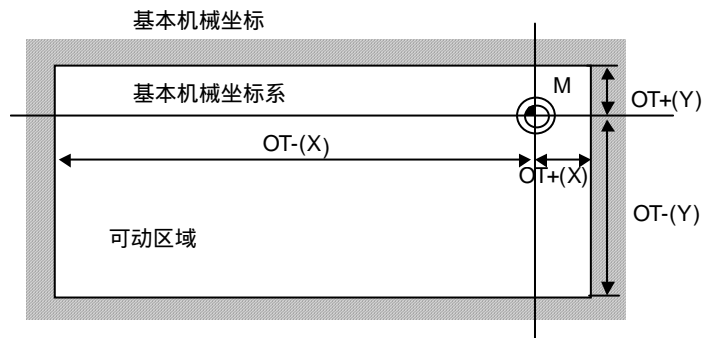 基本机械坐标
基本机械坐标系
M
OT+(Y)
OT-(X)
OT+(X)
OT-(Y)
可动区域